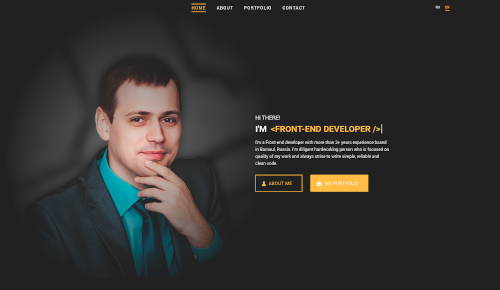 HOME ABOUT PORTFOLIO CONTACT RU EN
HI THERE!
I'M <FRONT-END DEVELOPER />|
I'm a Front-end developer with more than 3+ years experience based
in Barnaul, Russia. I'm diligent hardworking person who is focused on
quality of my work and always strive to write simple, reliable and
clean code.
ABOUT ME MY PORTFOLIO